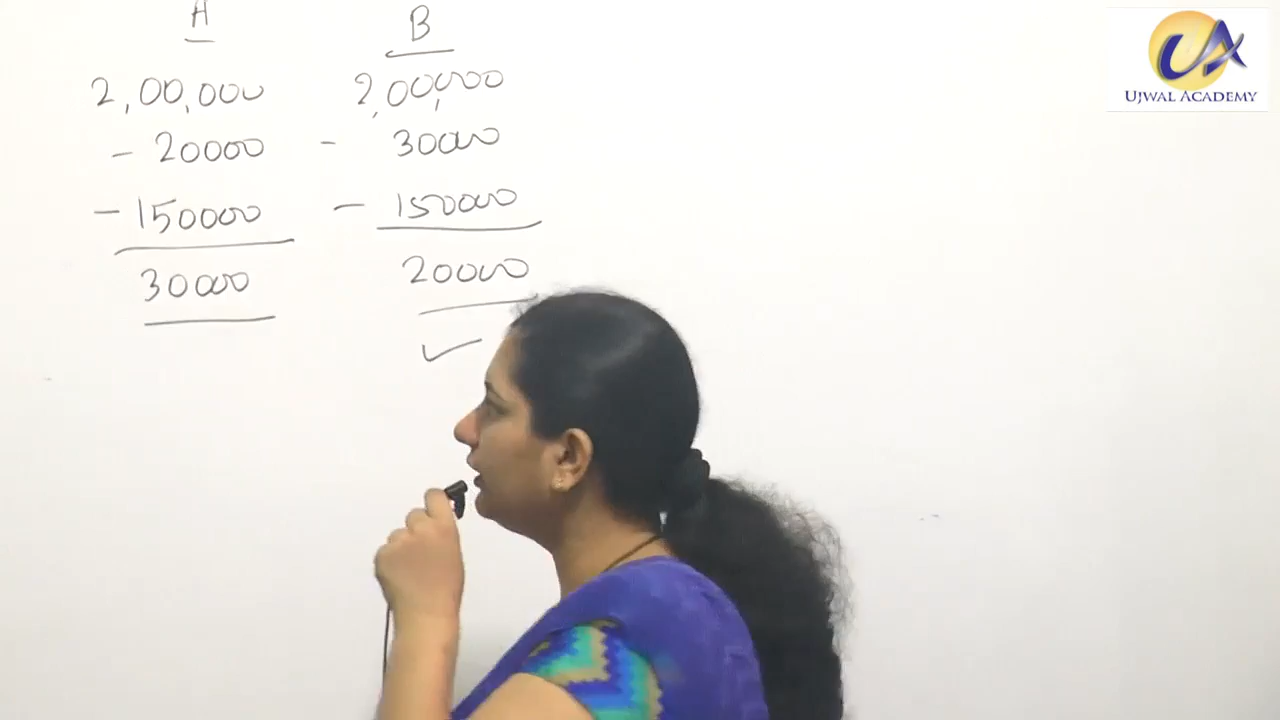 A B
2,00,000 2,00,000
- 20000 - 30000
- 150000 - 150000
30000 20000
UJWAL ACADEMY